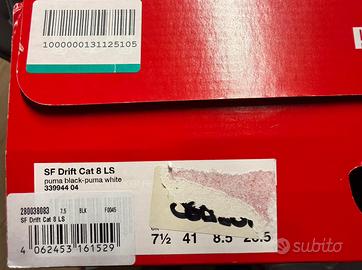 1000000131125105
SF Drift Cat 8 LS
puma black-puma white
339944 04
280038083 7.5 BLK F0045
SF Drift Cat 8 LS
4 062453 161529
7½ 41 8.5 26.5
subito